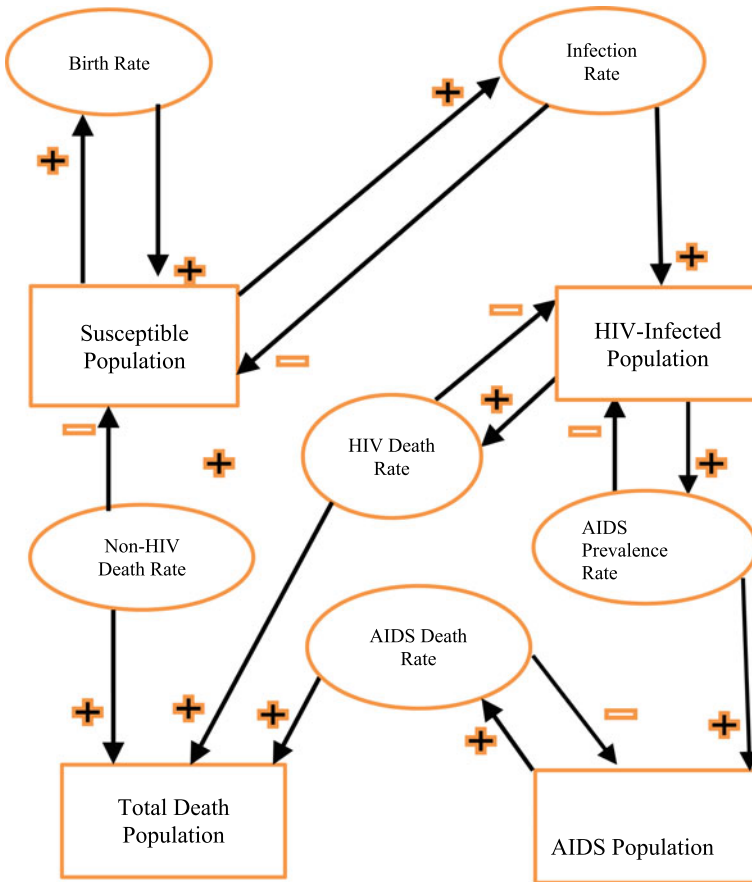 Birth Rate
Infection
Rate
+
+
+
+
Susceptible
Population
−
HIV-Infected
Population
−
+
−
+
−
+
HIV Death
Rate
Non-HIV
Death Rate
AIDS
Prevalence
Rate
AIDS Death
Rate
+
+
+
−
+
+
Total Death
Population
AIDS Population